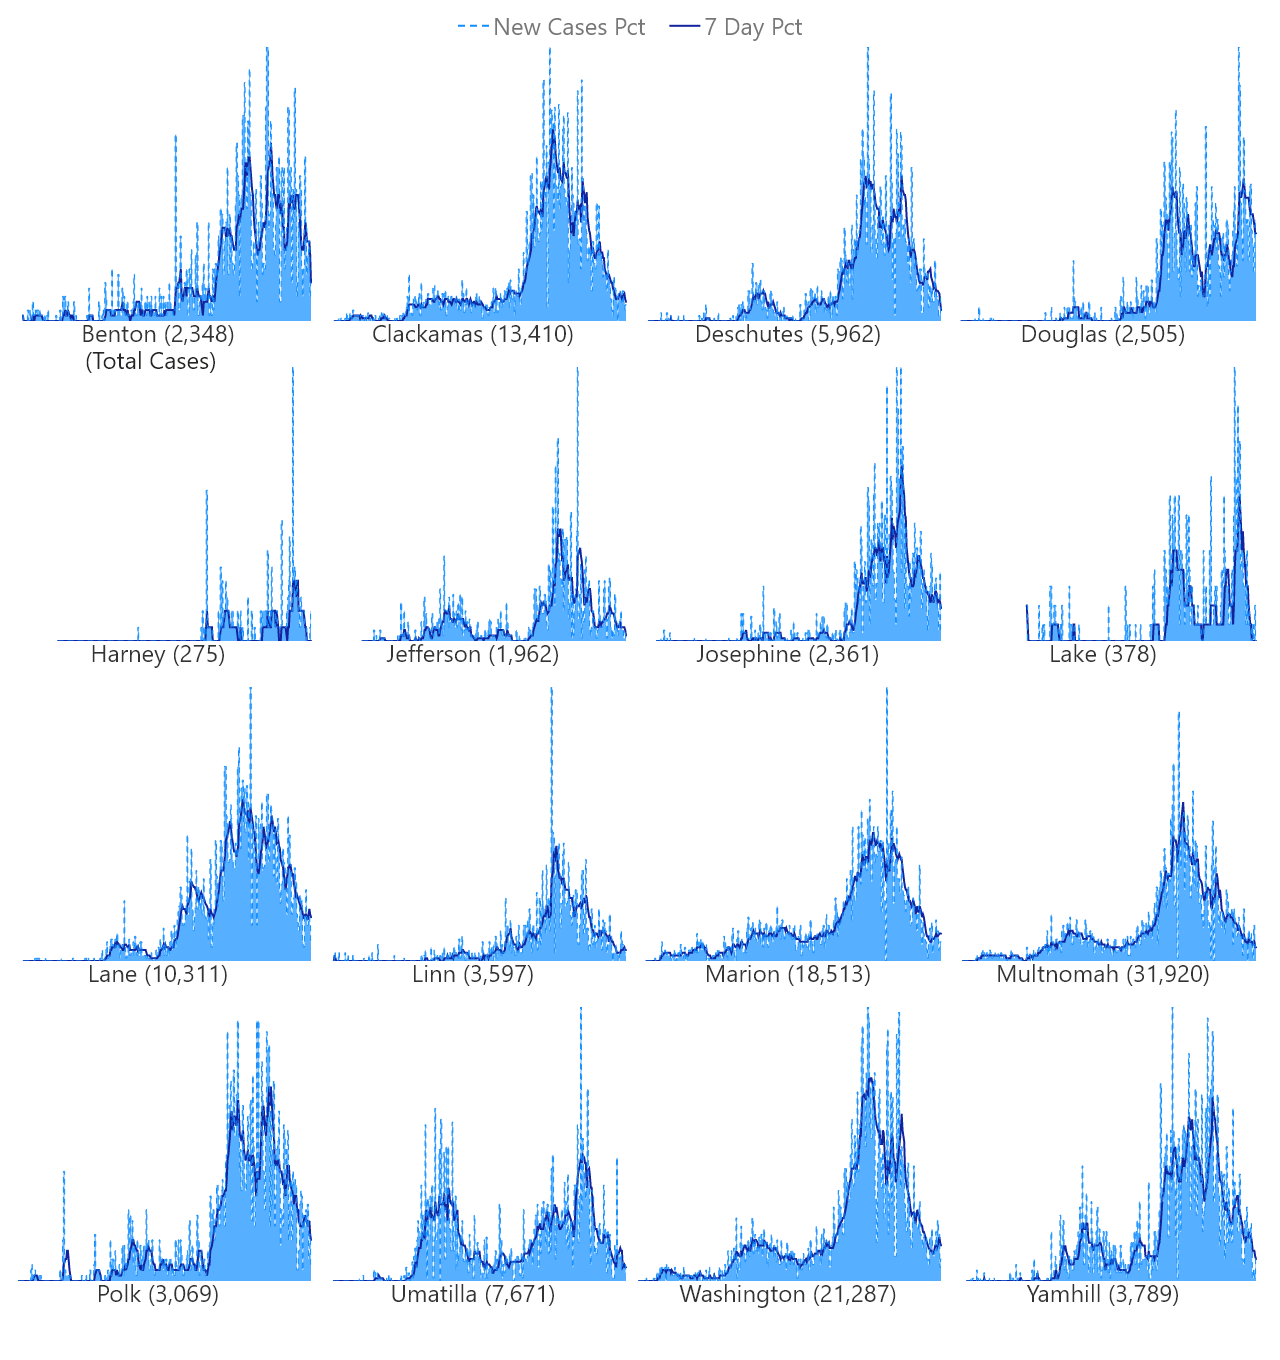 New Cases Pct 7 Day Pct
Benton (2,348) Clackamas (13,410) Deschutes (5,962) Douglas (2,505)
(Total Cases)
Harney (275) Jefferson (1,962) Josephine (2,361) Lake (378)
Lane (10,311) Linn (3,597) Marion (18,513) Multnomah (31,920)
Polk (3,069) Umatilla (7,671) Washington (21,287) Yamhill (3,789)